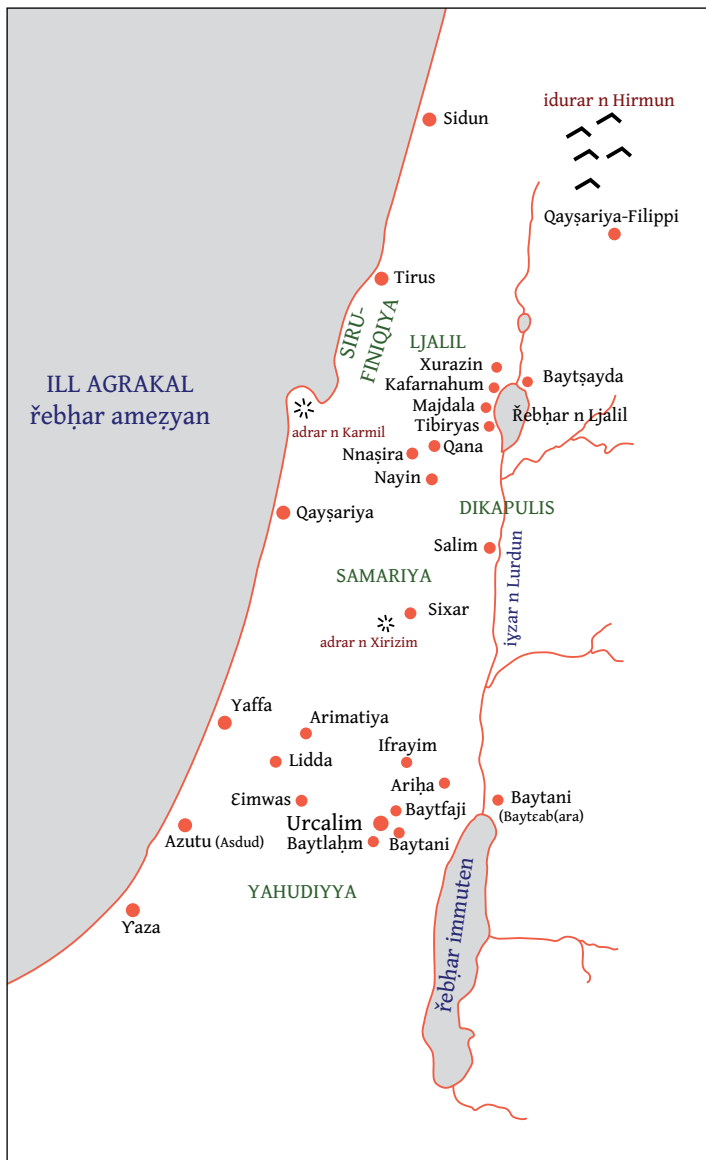 idurar n Hirmun
Sidun
Qayṣariya-Filippi
Tirus
SIRU-
FINIQIYA
LJALIL
Xurazin
Kafarnahum
Baytṣayda
ILL AGRAKAL
řebḥar ameẓyan
Majdala
Řebḥar n Ljalil
Tibiryas
adrar n Karmil
Qana
Nnaṣira
Nayin
Qayṣariya
DIKAPULIS
Salim
SAMARIYA
iɣzar n Lurdun
Sixar
adrar n Xirizim
Yaffa
Arimatiya
Ifrayim
Lidda
Ariḥa
Ɛimwas
Baytani
(Baytɛab(ara)
Baytfaji
Urcalim
Azutu (Asdud)
Baytlaḥm
Baytani
YAHUDIYYA
Ɣaza
řebḥar immuten